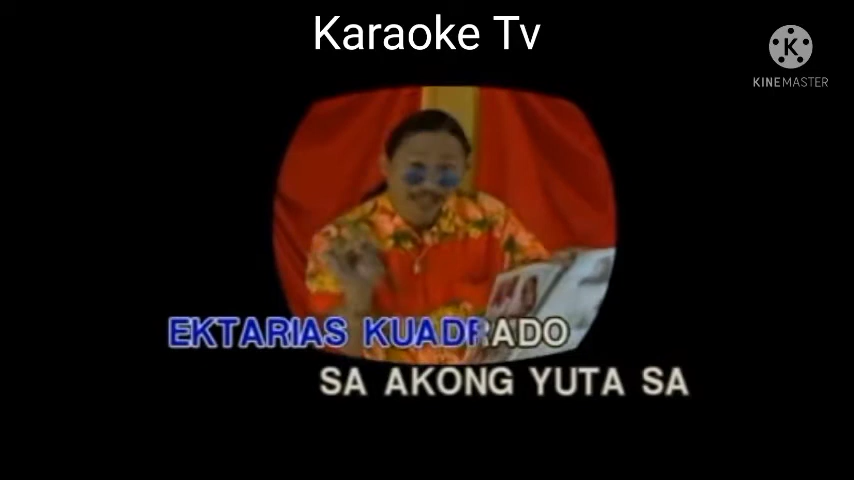 Karaoke Tv
K
KINEMASTER
EKTARIAS KUADRADO
SA AKONG YUTA SA